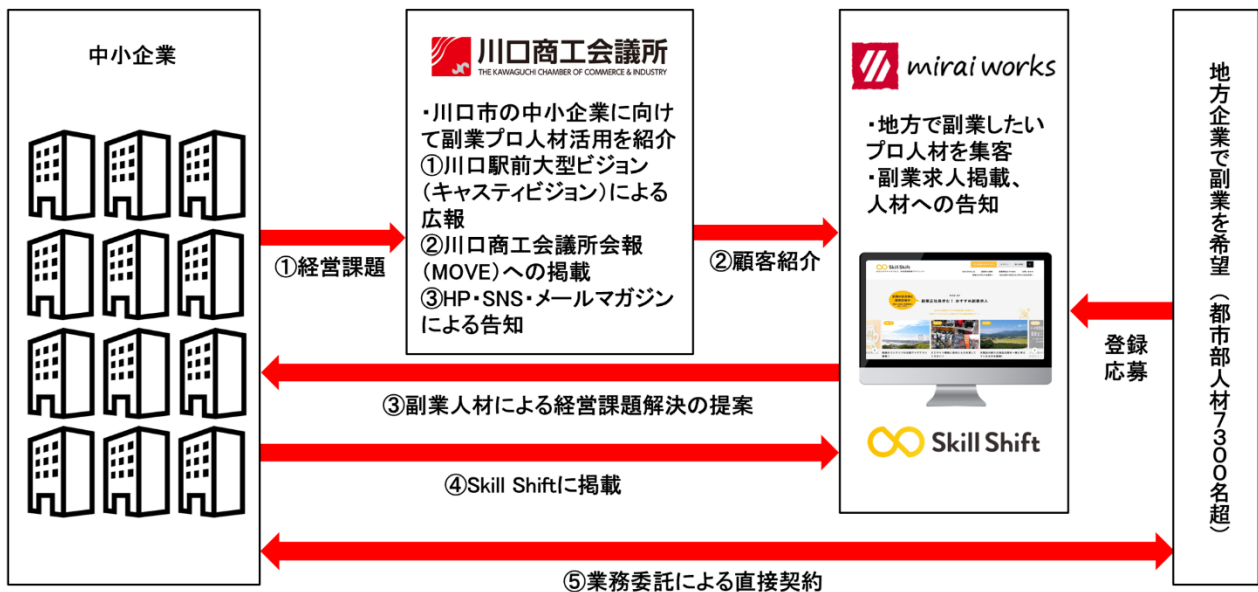 中小企業
川口商工会議所
THE KAWAGUCHI CHAMBER OF COMMERCE & INDUSTRY
・川口市の中小企業に向け
て副業プロ人材活用を紹介
①川口駅前大型ビジョン
（キャスティビジョン）による
広報
②川口商工会議所会報
（MOVE）への掲載
③HP・SNS・メールマガジン
による告知
mirai works
・地方で副業したい
プロ人材を集客
・副業求人掲載、
人材への告知
Skill Shift
Skill Shift
地方企業で副業を希望（都市部人材7300名超）
①経営課題
②顧客紹介
登録
応募
③副業人材による経営課題解決の提案
④Skill Shiftに掲載
⑤業務委託による直接契約